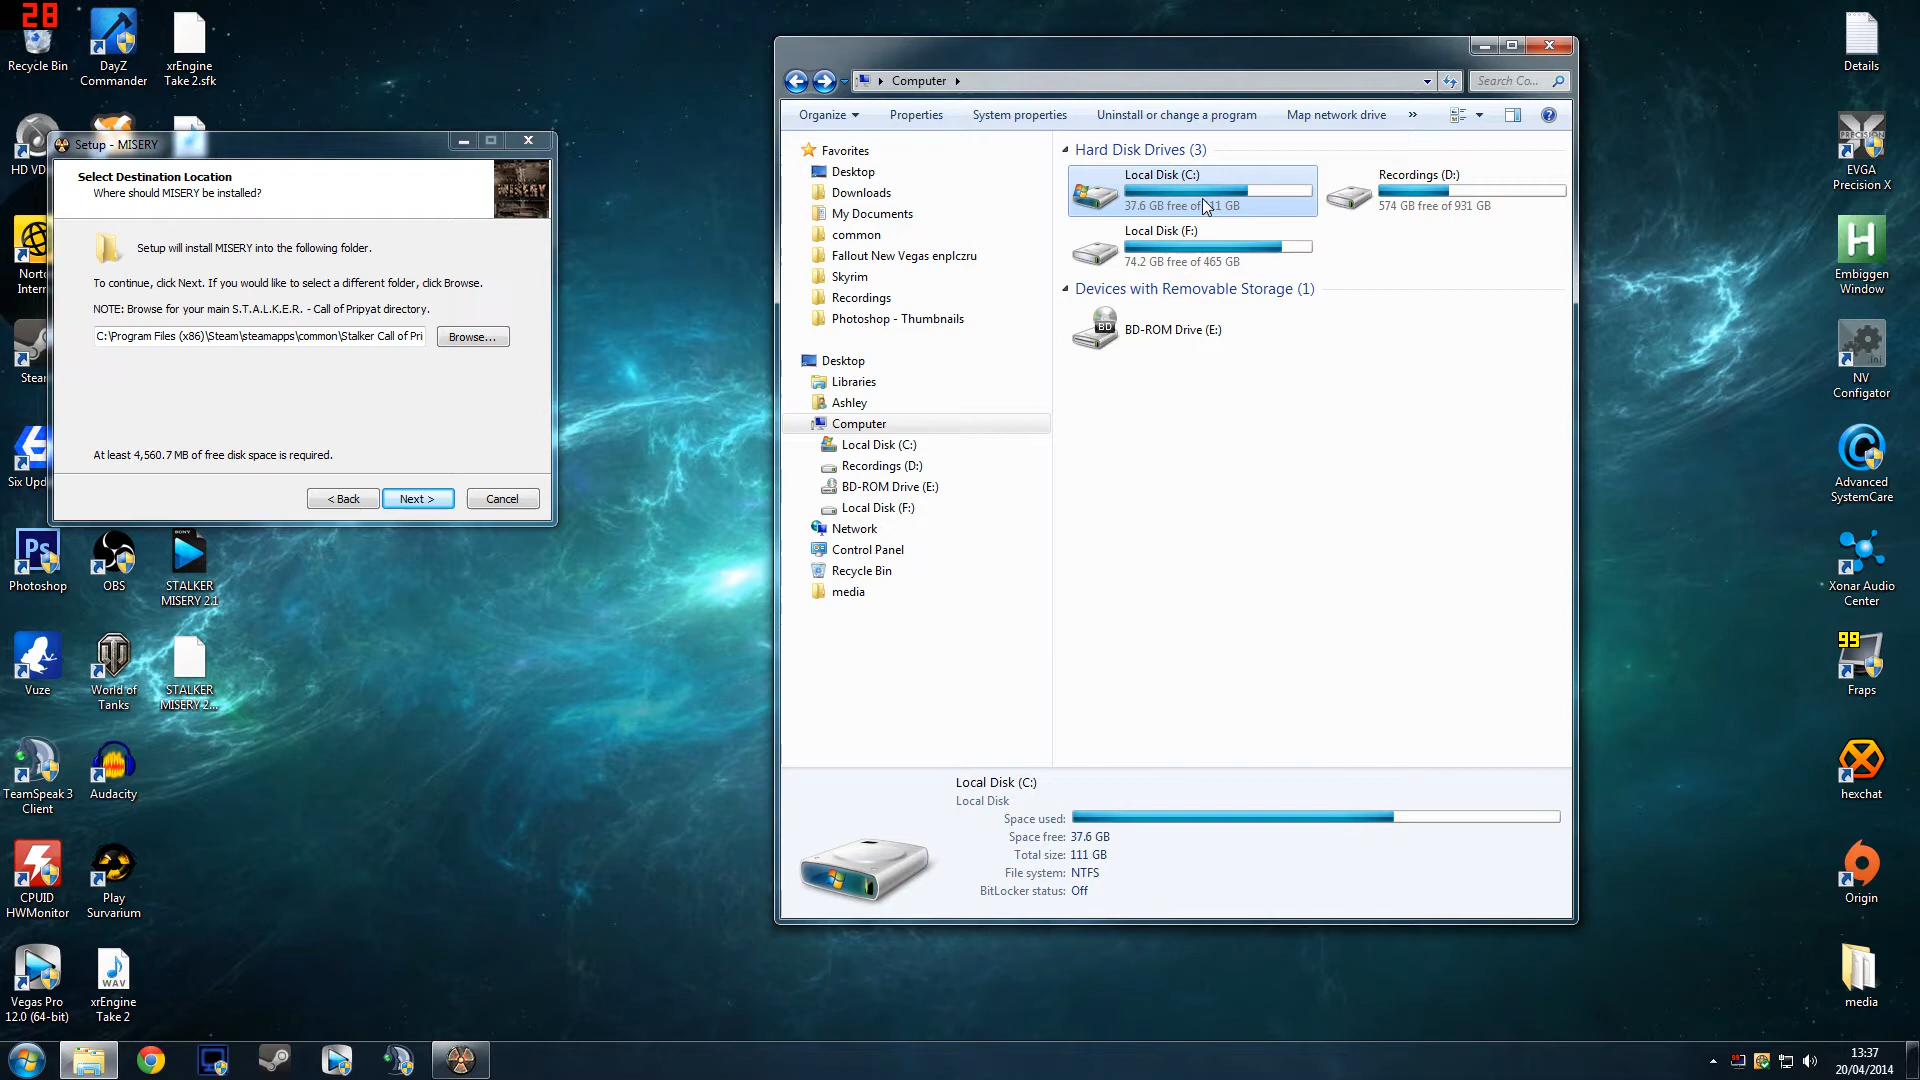 28
Recycle Bin
DayZ
Commander
xrEngine
Take 2.sfk
HD VD
Norto
Intern
Stea
Six Upd
Photoshop
OBS
STALKER
MISERY 2.1
Vuze
World of
Tanks
STALKER
MISERY 2...
TeamSpeak 3
Client
Audacity
CPUID
HWMonitor
Play
Survarium
Vegas Pro
12.0 (64-bit)
WAV
xrEngine
Take 2
Setup - MISERY
Select Destination Location
Where should MISERY be installed?
MISERY
Setup will install MISERY into the following folder.
To continue, click Next. If you would like to select a different folder, click Browse.
NOTE: Browse for your main S.T.A.L.K.E.R. - Call of Pripyat directory.
C:\Program Files (x86)\Steam\steamapps\common\Stalker Call of Pri
Browse...
At least 4,560.7 MB of free disk space is required.
< Back
Next >
Cancel
Computer
Search Co...
Organize
Properties
System properties
Uninstall or change a program
Map network drive
»
Favorites
Desktop
Downloads
My Documents
common
Fallout New Vegas enplczru
Skyrim
Recordings
Photoshop - Thumbnails
Desktop
Libraries
Ashley
Computer
Local Disk (C:)
Recordings (D:)
BD-ROM Drive (E:)
Local Disk (F:)
Network
Control Panel
Recycle Bin
media
Hard Disk Drives (3)
Local Disk (C:)
37.6 GB free of 11 GB
Recordings (D:)
574 GB free of 931 GB
Local Disk (F:)
74.2 GB free of 465 GB
Devices with Removable Storage (1)
BD
BD-ROM Drive (E:)
Local Disk (C:)
Local Disk
Space used:
Space free: 37.6 GB
Total size: 111 GB
File system: NTFS
BitLocker status: Off
Details
PRECISION
EVGA
Precision X
H
Embiggen
Window
.ini
NV
Configator
Advanced
SystemCare
Xonar Audio
Center
99
Fraps
hexchat
Origin
media
13:37
20/04/2014